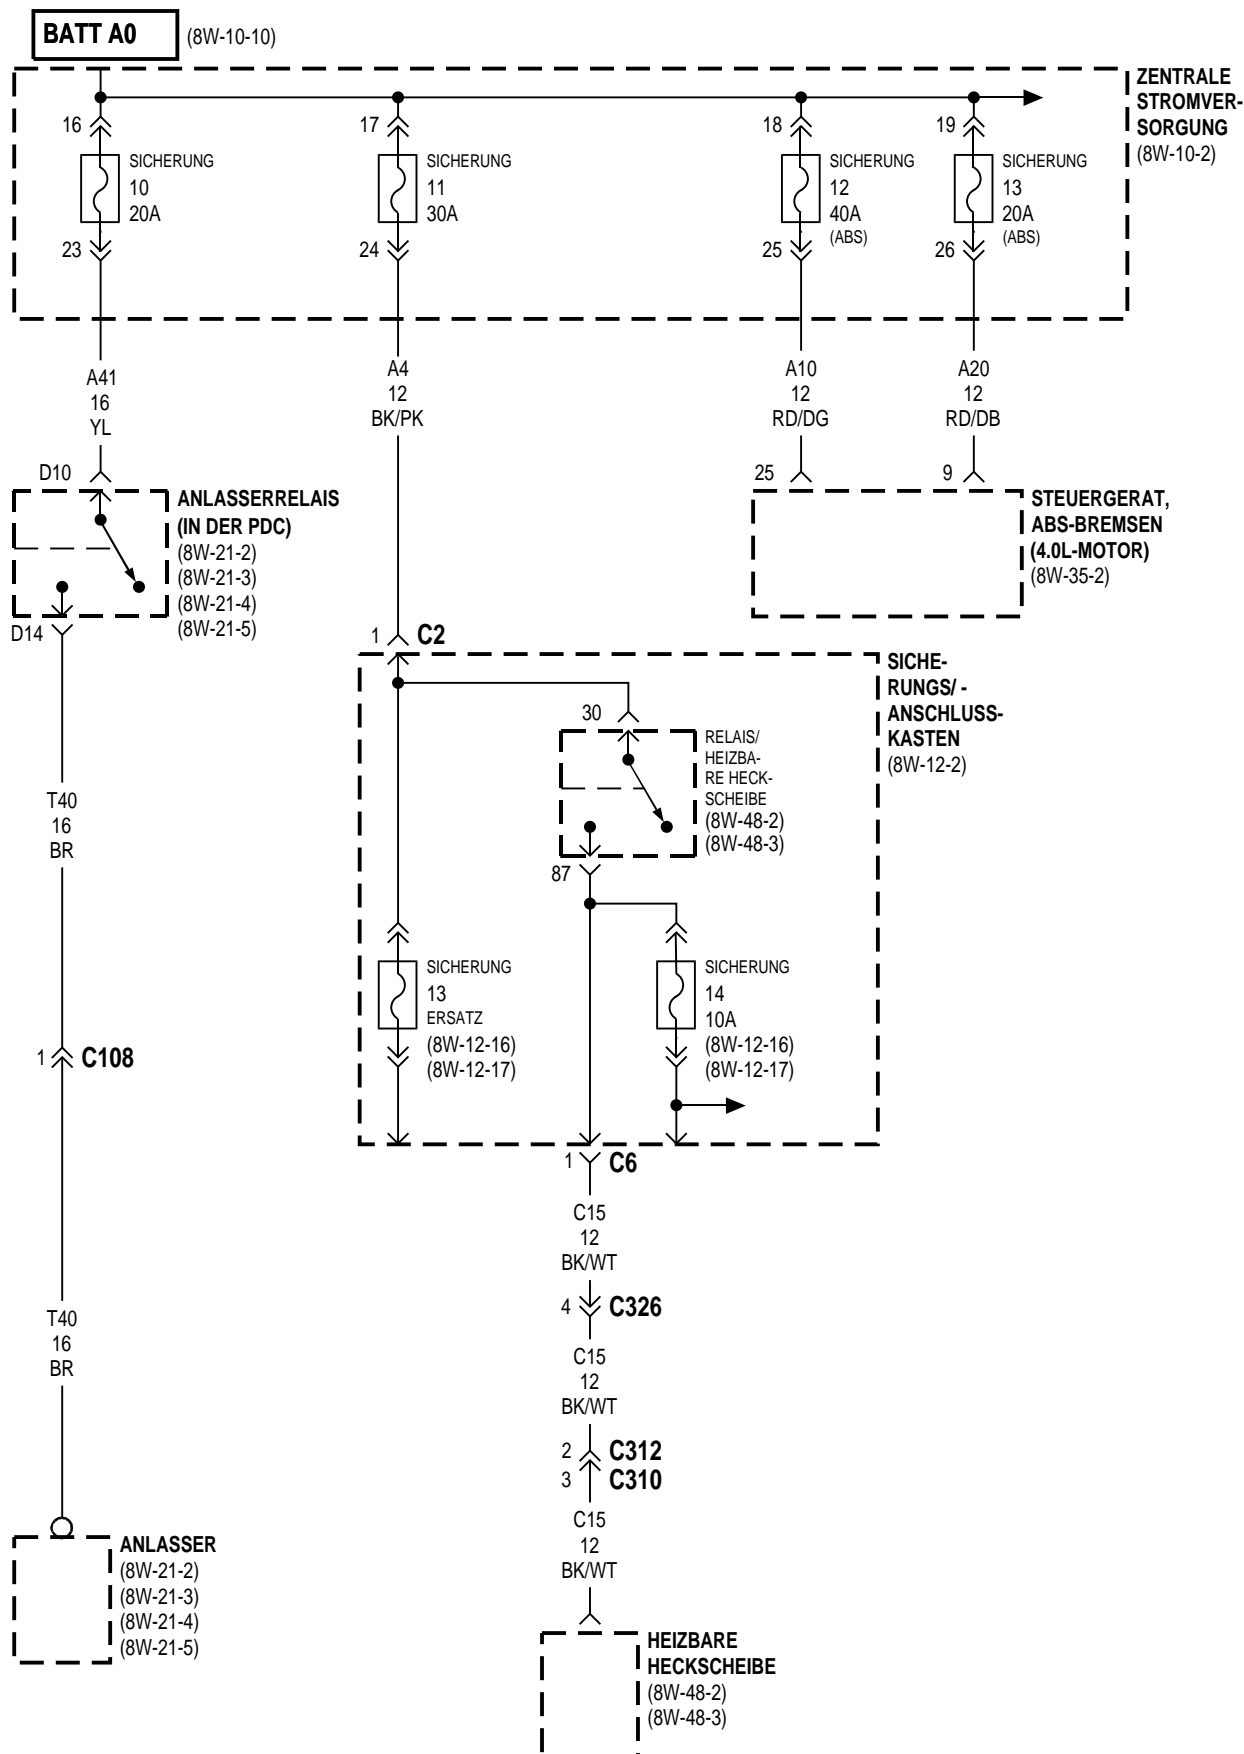 BATT A0 (8W-10-10)
ZENTRALE
STROMVER-
SORGUNG
(8W-10-2)
16
SICHERUNG
10
20A
23
17
SICHERUNG
11
30A
24
18
SICHERUNG
12
40A
(ABS)
25
19
SICHERUNG
13
20A
(ABS)
26
A41
16
YL
A4
12
BK/PK
A10
12
RD/DG
A20
12
RD/DB
D10
ANLASSERRELAIS
(IN DER PDC)
(8W-21-2)
(8W-21-3)
(8W-21-4)
(8W-21-5)
D14
25
9
STEUERGERAT,
ABS-BREMSEN
(4.0L-MOTOR)
(8W-35-2)
1 C2
SICHE-
RUNGS/ -
ANSCHLUSS-
KASTEN
(8W-12-2)
30
RELAIS/
HEIZBA-
RE HECK-
SCHEIBE
(8W-48-2)
(8W-48-3)
87
T40
16
BR
SICHERUNG
13
ERSATZ
(8W-12-16)
(8W-12-17)
SICHERUNG
14
10A
(8W-12-16)
(8W-12-17)
1 C108
1 C6
C15
12
BK/WT
4 C326
T40
16
BR
C15
12
BK/WT
2 C312
3 C310
C15
12
BK/WT
ANLASSER
(8W-21-2)
(8W-21-3)
(8W-21-4)
(8W-21-5)
HEIZBARE
HECKSCHEIBE
(8W-48-2)
(8W-48-3)